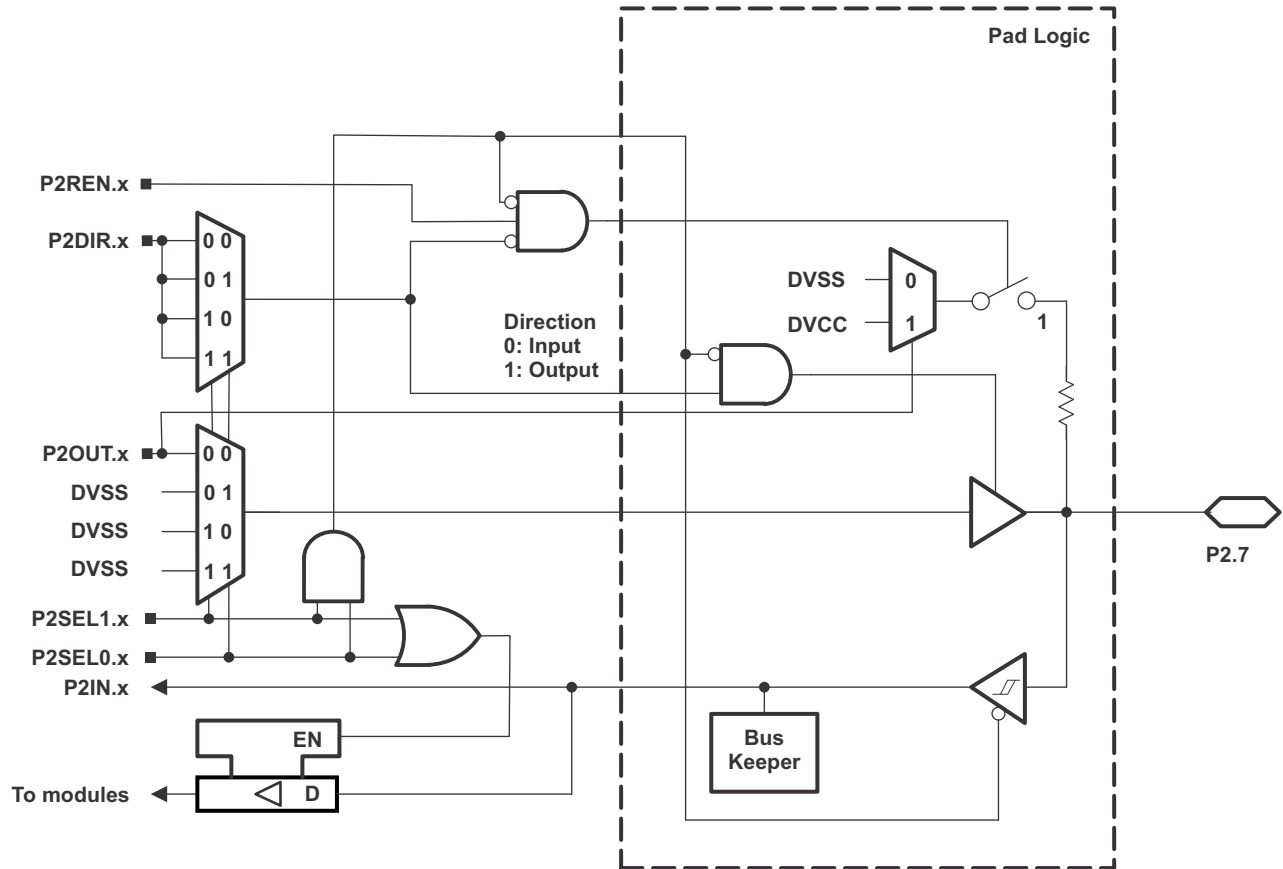 Pad Logic
P2REN.x
P2DIR.x
0 0
0 1
1 0
1 1
Direction
0: Input
1: Output
DVSS
DVCC
0
1
1
P2OUT.x
DVSS
DVSS
DVSS
0 0
0 1
1 0
1 1
P2.7
P2SEL1.x
P2SEL0.x
P2IN.x
EN
D
To modules
Bus
Keeper